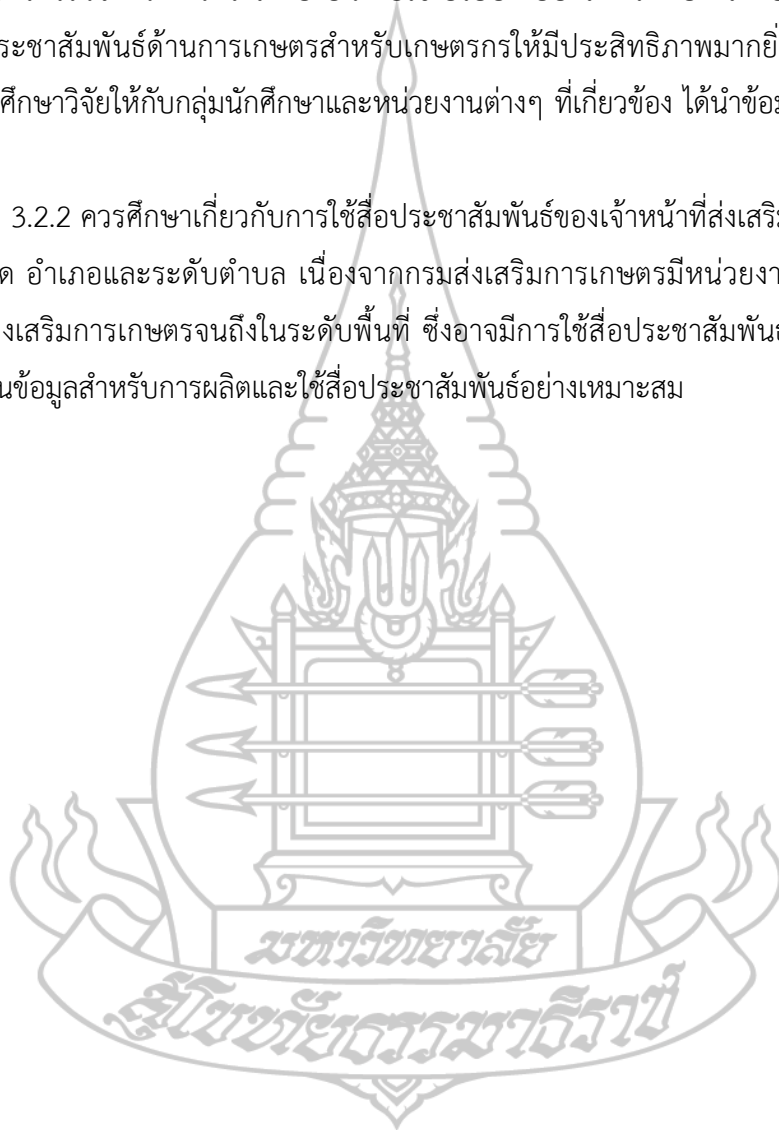 ระชาสัมพันธ์ด้านการเกษตรสำหรับเกษตรกรให้มีประสิทธิภาพมากยิ่
ศึกษาวิจัยให้กับกลุ่มนักศึกษาและหน่วยงานต่างๆ ที่เกี่ยวข้อง ได้นำข้อม
3.2.2 ควรศึกษาเกี่ยวกับการใช้สื่อประชาสัมพันธ์ของเจ้าหน้าที่ส่งเสริม
ด อำเภอและระดับตำบล เนื่องจากกรมส่งเสริมการเกษตรมีหน่วยงา
งเสริมการเกษตรจนถึงในระดับพื้นที่ ซึ่งอาจมีการใช้สื่อประชาสัมพันธ
นข้อมูลสำหรับการผลิตและใช้สื่อประชาสัมพันธ์อย่างเหมาะสม
มหาวิทยาลัย
สุโขทัยธรรมาธิราช